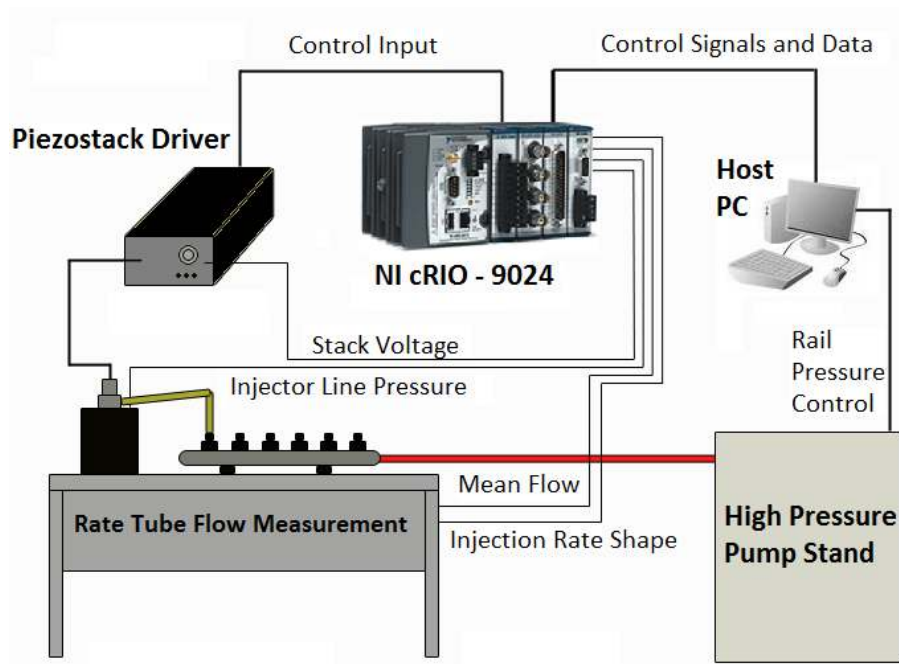 Control Input
Control Signals and Data
Piezostack Driver
Host
PC
NI cRIO - 9024
Stack Voltage
Injector Line Pressure
Rail
Pressure
Control
Mean Flow
Rate Tube Flow Measurement
Injection Rate Shape
High Pressure
Pump Stand